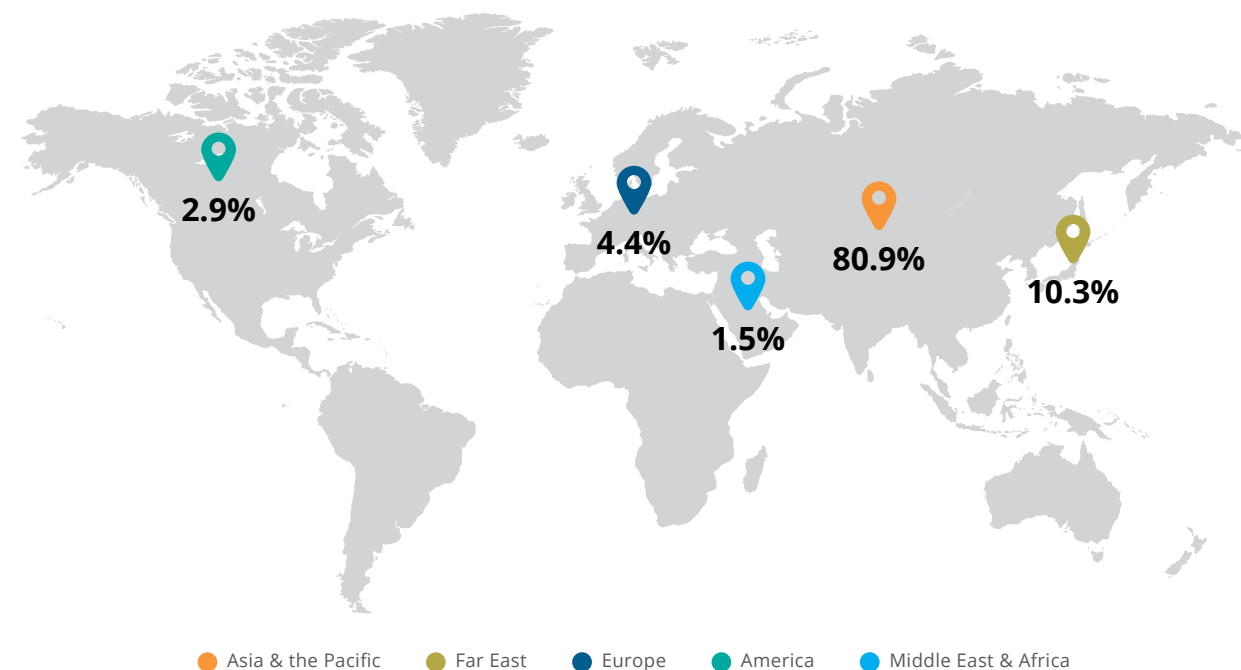 2.9%
4.4%
80.9%
10.3%
1.5%
Asia & the Pacific
Far East
Europe
America
Middle East & Africa